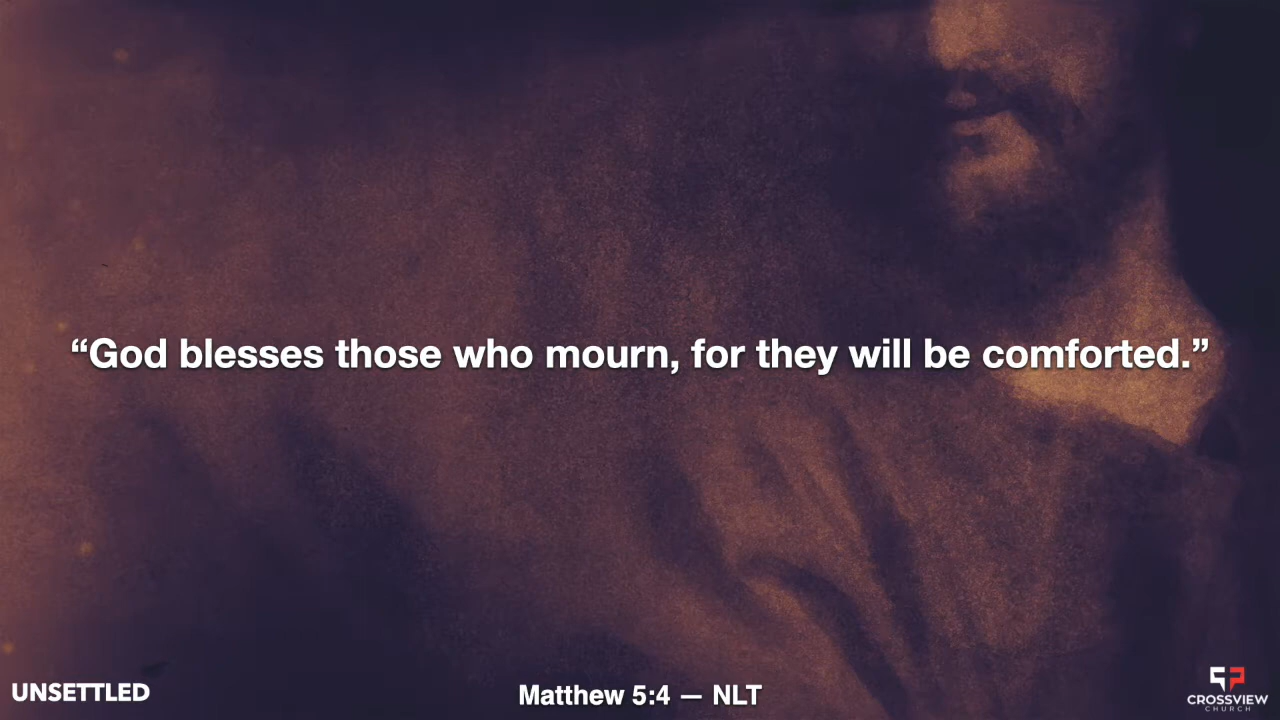 “God blesses those who mourn, for they will be comforted.”
UNSETTLED
Matthew 5:4 — NLT
CROSSVIEW
CHURCH